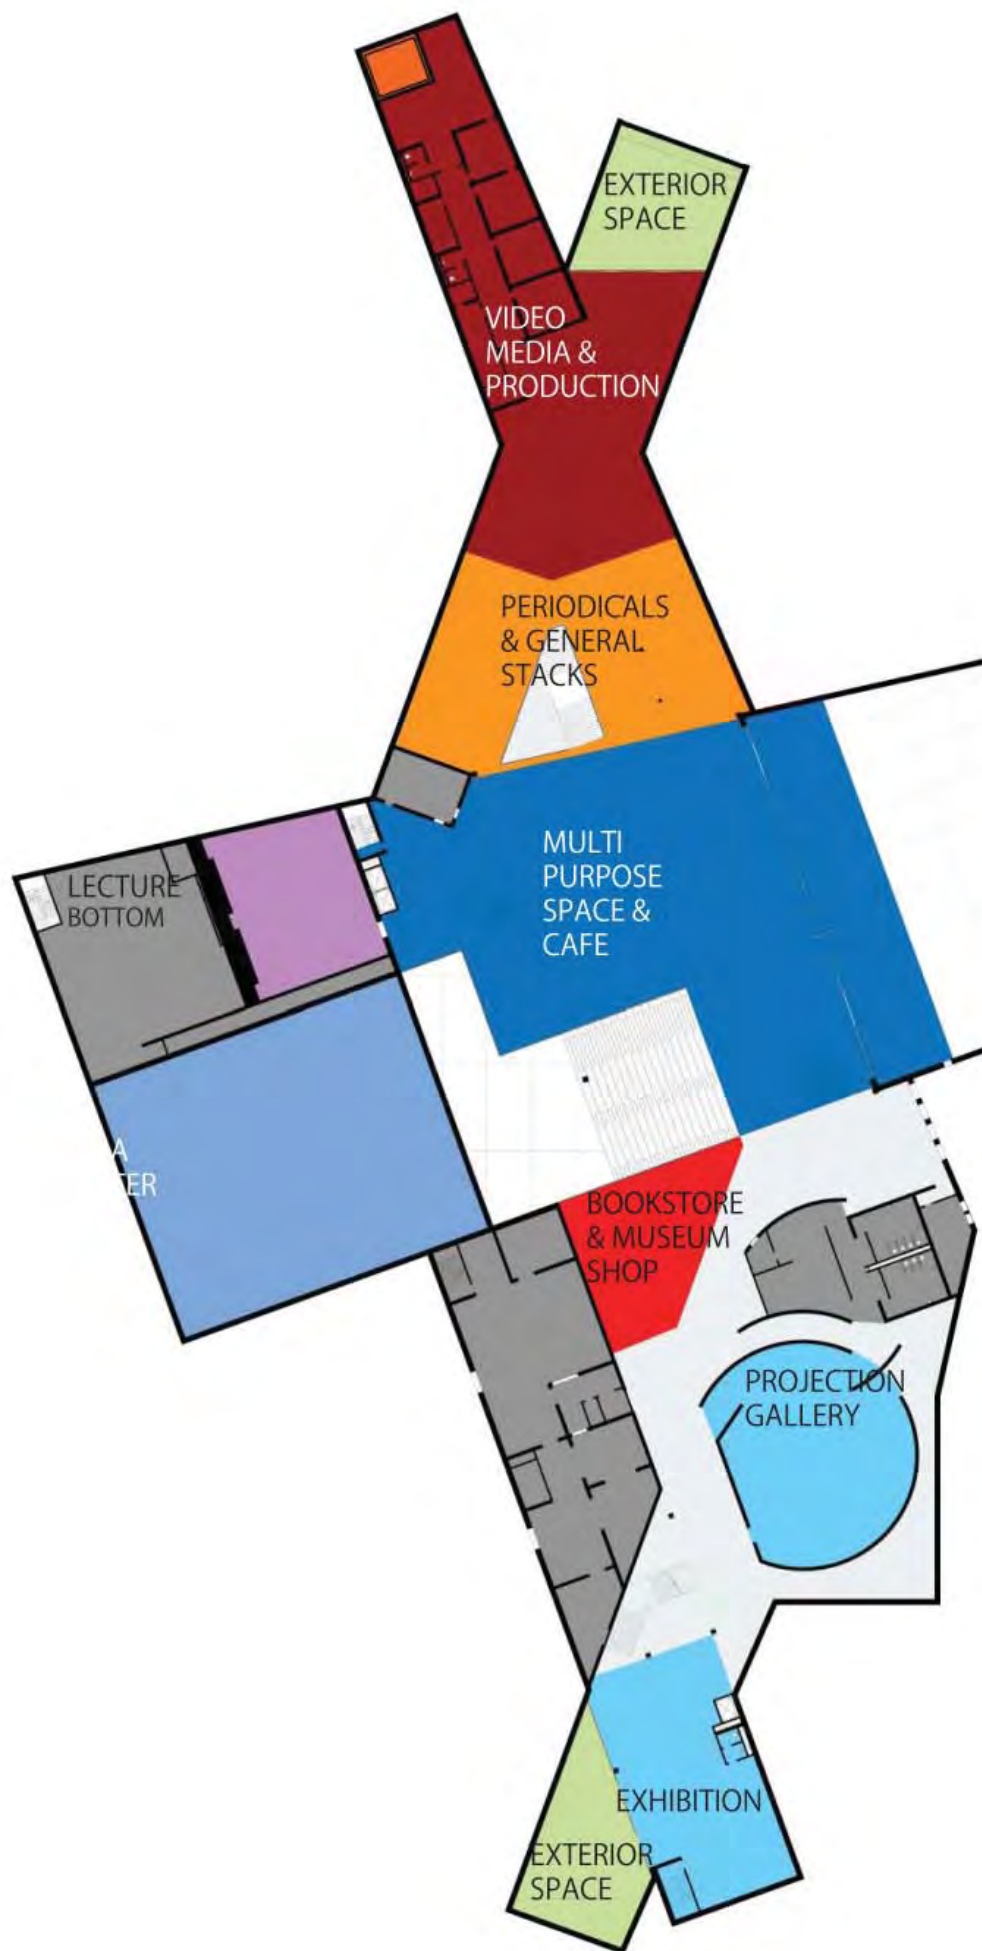 EXTERIOR
SPACE
VIDEO
MEDIA &
PRODUCTION
PERIODICALS
& GENERAL
STACKS
MULTI
PURPOSE
SPACE &
CAFE
LECTURE
BOTTOM
BOOKSTORE
& MUSEUM
SHOP
PROJECTION
GALLERY
EXHIBITION
EXTERIOR
SPACE